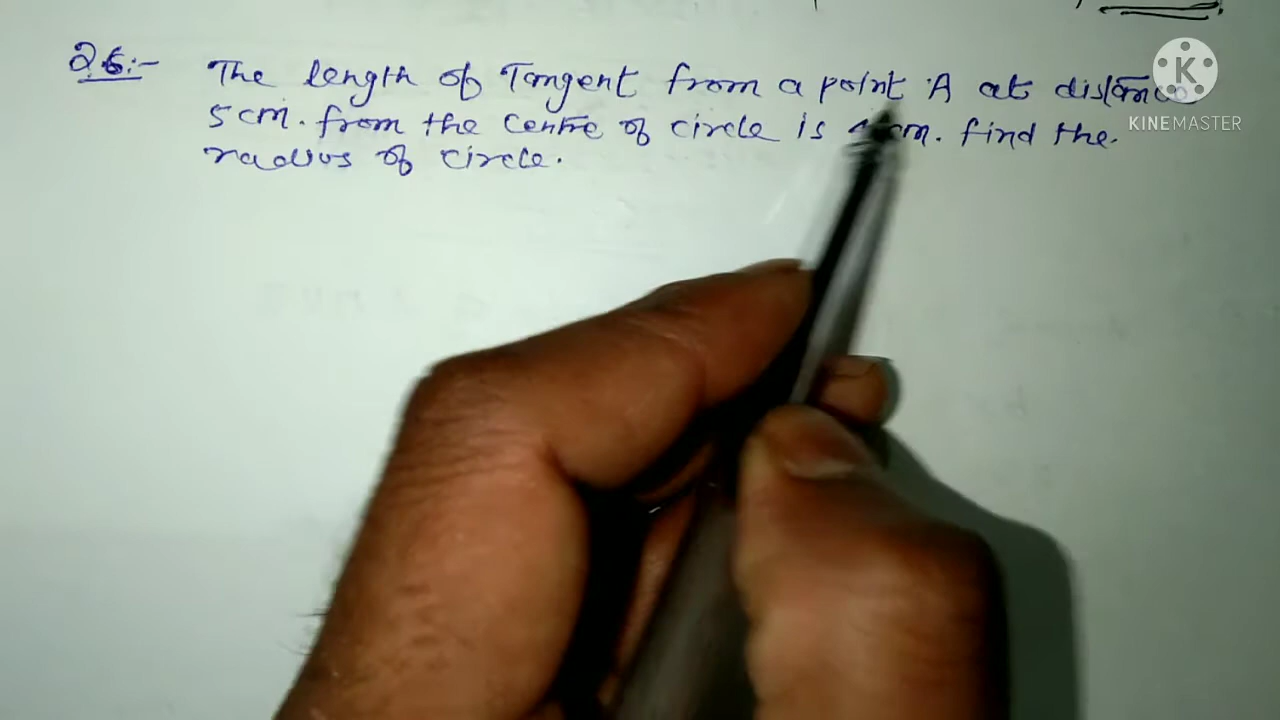 26:- The length of Tangent from a point A at distance
5cm. from the centre of circle is cm. find the.
radius of circle.
K
KINEMASTER